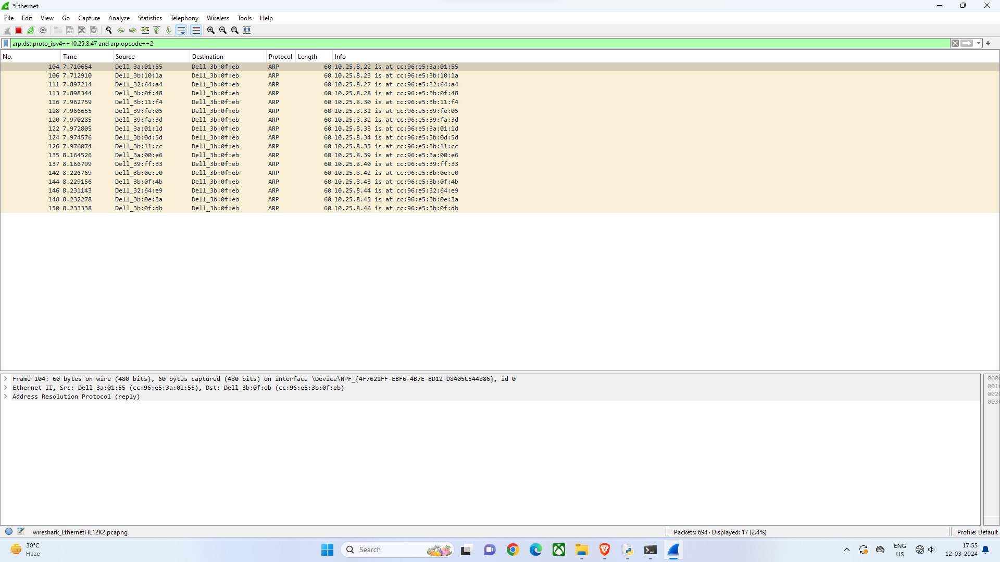 *Ethernet
File Edit View Go Capture Analyze Statistics Telephony Wireless Tools Help
arp.dst.proto_ipv4==10.25.8.47 and arp.opcode==2
No. Time Source Destination Protocol Length Info
104 7.710654 Dell_3a:01:55 Dell_3b:0f:eb ARP 60 10.25.8.22 is at cc:96:e5:3a:01:55
106 7.712910 Dell_3b:10:1a Dell_3b:0f:eb ARP 60 10.25.8.23 is at cc:96:e5:3b:10:1a
111 7.897214 Dell_32:64:a4 Dell_3b:0f:eb ARP 60 10.25.8.27 is at cc:96:e5:32:64:a4
113 7.898344 Dell_3b:0f:48 Dell_3b:0f:eb ARP 60 10.25.8.28 is at cc:96:e5:3b:0f:48
116 7.962759 Dell_3b:11:f4 Dell_3b:0f:eb ARP 60 10.25.8.30 is at cc:96:e5:3b:11:f4
118 7.966655 Dell_39:fe:05 Dell_3b:0f:eb ARP 60 10.25.8.31 is at cc:96:e5:39:fe:05
120 7.970285 Dell_39:fa:3d Dell_3b:0f:eb ARP 60 10.25.8.32 is at cc:96:e5:39:fa:3d
122 7.972805 Dell_3a:01:1d Dell_3b:0f:eb ARP 60 10.25.8.33 is at cc:96:e5:3a:01:1d
124 7.974576 Dell_3b:0d:5d Dell_3b:0f:eb ARP 60 10.25.8.34 is at cc:96:e5:3b:0d:5d
126 7.976074 Dell_3b:11:cc Dell_3b:0f:eb ARP 60 10.25.8.35 is at cc:96:e5:3b:11:cc
135 8.164526 Dell_3a:00:e6 Dell_3b:0f:eb ARP 60 10.25.8.39 is at cc:96:e5:3a:00:e6
137 8.166799 Dell_39:ff:33 Dell_3b:0f:eb ARP 60 10.25.8.40 is at cc:96:e5:39:ff:33
142 8.226769 Dell_3b:0e:e0 Dell_3b:0f:eb ARP 60 10.25.8.42 is at cc:96:e5:3b:0e:e0
144 8.229156 Dell_3b:0f:4b Dell_3b:0f:eb ARP 60 10.25.8.43 is at cc:96:e5:3b:0f:4b
146 8.231143 Dell_32:64:e9 Dell_3b:0f:eb ARP 60 10.25.8.44 is at cc:96:e5:32:64:e9
148 8.232278 Dell_3b:0e:3a Dell_3b:0f:eb ARP 60 10.25.8.45 is at cc:96:e5:3b:0e:3a
150 8.233338 Dell_3b:0f:db Dell_3b:0f:eb ARP 60 10.25.8.46 is at cc:96:e5:3b:0f:db
Frame 104: 60 bytes on wire (480 bits), 60 bytes captured (480 bits) on interface \Device\NPF_{4F7621FF-EBF6-4B7E-BD12-D8405C544886}, id 0
Ethernet II, Src: Dell_3a:01:55 (cc:96:e5:3a:01:55), Dst: Dell_3b:0f:eb (cc:96:e5:3b:0f:eb)
Address Resolution Protocol (reply)
wireshark_EthernetHL12K2.pcapng
Packets: 694 · Displayed: 17 (2.4%)
Profile: Default
30°C
Haze
Search
ENG
US
17:55
12-03-2024